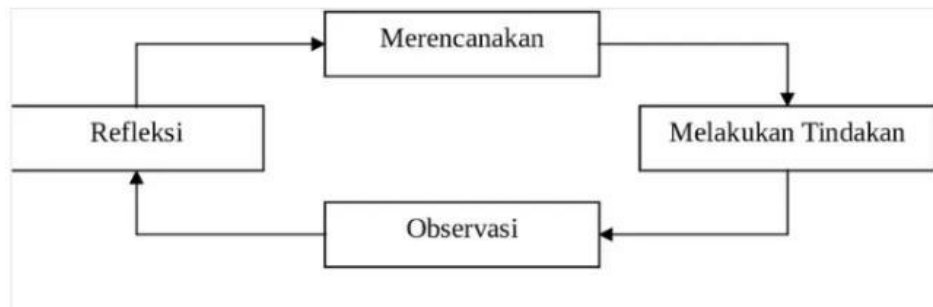 Merencanakan
Refleksi
Melakukan Tindakan
Observasi